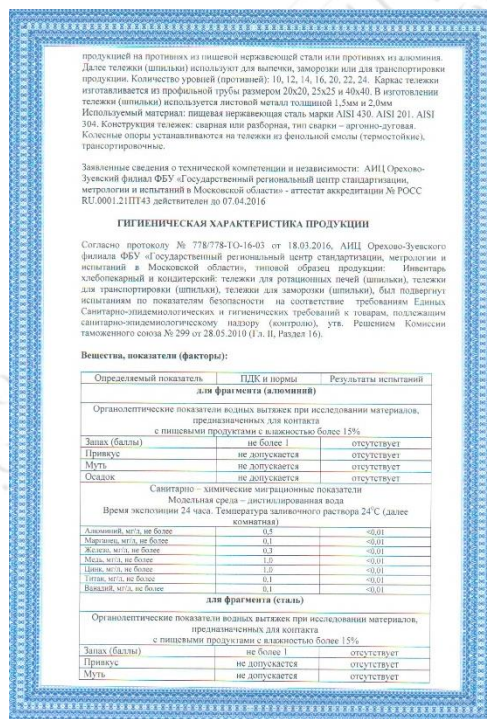 продукцией на противнях из пищевой нержавеющей стали или противнях из алюминия.
Далее тележки (шпильки) используют для выпечки, заморозки или для транспортировки
продукции. Количество уровней (противней): 10, 12, 14, 16, 20, 22, 24. Каркас тележки
изготавливается из профильной трубы размером 20х20, 25х25 и 40х40. В изготовлении
тележки (шпильки) используется листовой металл толщиной 1,5мм и 2,0мм
Используемый материал: пищевая нержавеющая сталь марки AISI 430. AISI 201. AISI
304. Конструкция тележек: сварная или разборная, тип сварки – аргонно-дуговая.
Колесные опоры устанавливаются на тележки из фенольной смолы (термостойкие),
транспортировочные.
Заявленные сведения о технической компетенции и независимости: АИЦ Орехово-
Зуевский филиал ФБУ «Государственный региональный центр стандартизации,
метрологии и испытаний в Московской области» - аттестат аккредитации № РОСС
RU.0001.21ПТ43 действителен до 07.04.2016
ГИГИЕНИЧЕСКАЯ ХАРАКТЕРИСТИКА ПРОДУКЦИИ
Согласно протоколу № 778/778-ТО-16-03 от 18.03.2016, АИЦ Орехово-Зуевского
филиала ФБУ «Государственный региональный центр стандартизации, метрологии и
испытаний в Московской области», типовой образец продукции: Инвентарь
хлебопекарный и кондитерский: тележки для ротационных печей (шпильки), тележки
для транспортировки (шпильки), тележки для заморозки (шпильки), был подвергнут
испытаниям по показателям безопасности на соответствие требованиям Единых
Санитарно-эпидемиологических и гигиенических требований к товарам, подлежащим
санитарно-эпидемиологическому надзору (контролю), утв. Решением Комиссии
таможенного союза № 299 от 28.05.2010 (Гл. II, Раздел 16).
Вещества, показатели (факторы):
Определяемый показатель ПДК и нормы Результаты испытаний
для фрагмента (алюминий)
Органолептические показатели водных вытяжек при исследовании материалов,
предназначенных для контакта
с пищевыми продуктами с влажностью более 15%
Запах (баллы) не более 1 отсутствует
Привкус не допускается отсутствует
Муть не допускается отсутствует
Осадок не допускается отсутствует
Санитарно – химические миграционные показатели
Модельная среда – дистиллированная вода
Время экспозиции 24 часа. Температура заливочного раствора 24°С (далее
комнатная)
Алюминий, мг/л, не более 0,5 <0,01
Марганец, мг/л, не более 0,1 <0,01
Железо, мг/л, не более 0,3 <0,01
Медь, мг/л, не более 1,0 <0,01
Цинк, мг/л, не более 1,0 <0,01
Титан, мг/л, не более 0,1 <0,01
Ванадий, мг/л, не более 0,1 <0,01
для фрагмента (сталь)
Органолептические показатели водных вытяжек при исследовании материалов,
предназначенных для контакта
с пищевыми продуктами с влажностью более 15%
Запах (баллы) не более 1 отсутствует
Привкус не допускается отсутствует
Муть не допускается отсутствует